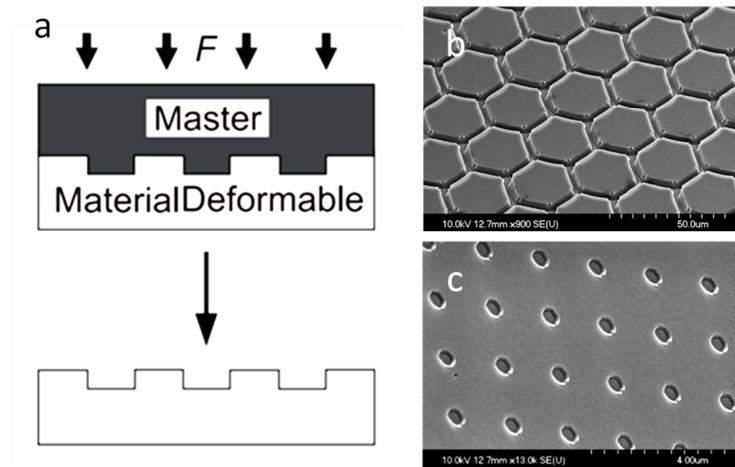 a
F
Master
MaterialDeformable
b
10.0kV 12.7mm x900 SE(U)
50.0um
c
10.0kV 12.7mm x13.0k SE(U)
4.00um